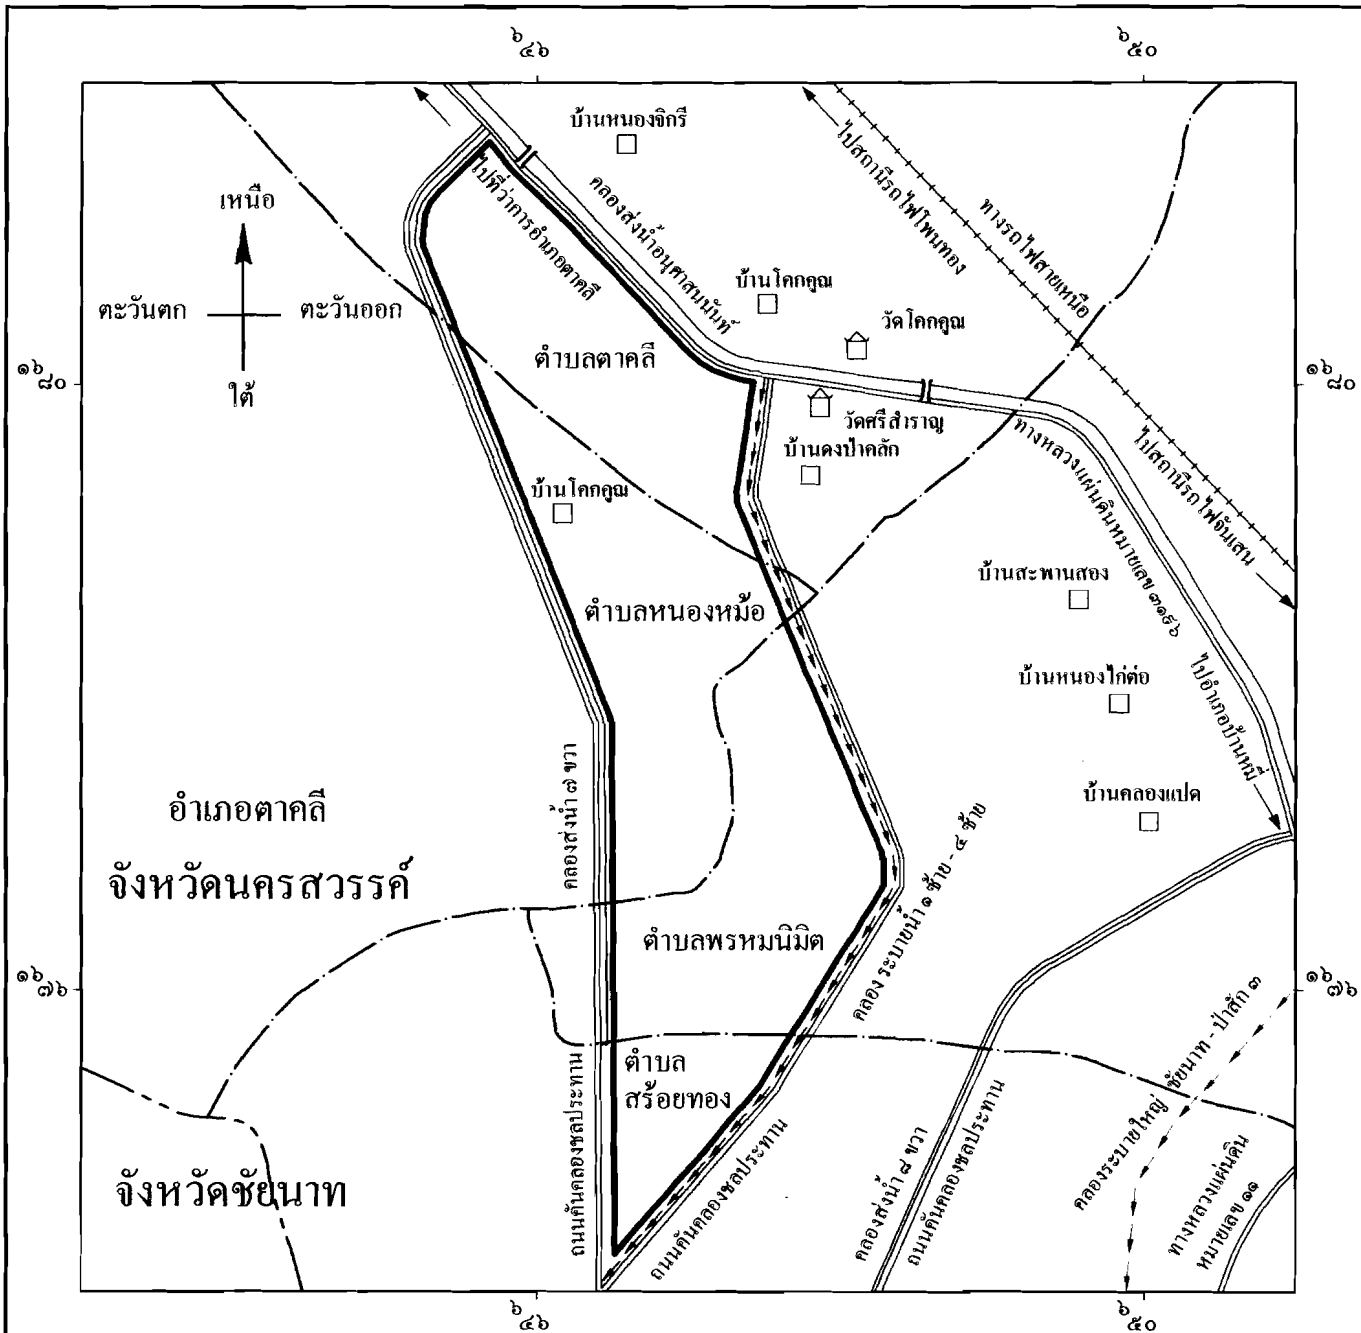 ๖๔๖
๖๕๐
บ้านหนองจิกรี
ไปที่ว่าการอำเภอตาคลี
คลองส่งน้ำอนุศาสนนันท์
ไปสถานีรถไฟโพนทอง
ทางรถไฟสายเหนือ
เหนือ
ตะวันตก
ตะวันออก
ใต้
บ้านโคกคูณ
วัดโคกคูณ
ตำบลตาคลี
๑๖๘๐
๑๖๘๐
วัดศรีสำราญ
บ้านดงป่าคลัก
ทางหลวงแผ่นดินหมายเลข ๓๑๙๖
ไปสถานีรถไฟจันเสน
บ้านโคกคูณ
บ้านสะพานสอง
ตำบลหนองหม้อ
บ้านหนองไก่ต่อ
ไปอำเภอบ้านหมี่
คลองส่งน้ำ ๗ ขวา
บ้านคลองแปด
อำเภอตาคลี
จังหวัดนครสวรรค์
คลองระบายน้ำ ๑ ซ้าย - ๔ ซ้าย
ตำบลพรหมนิมิต
๑๖๗๖
๑๖๗๖
ตำบล
สร้อยทอง
ถนนคันคลองชลประทาน
ถนนคันคลองชลประทาน
คลองส่งน้ำ ๘ ขวา
ถนนคันคลองชลประทาน
คลองระบายใหญ่ ชัยนาท - ป่าสัก ๓
ทางหลวงแผ่นดิน
หมายเลข ๑๑
จังหวัดชัยนาท
๖๔๖
๖๕๐